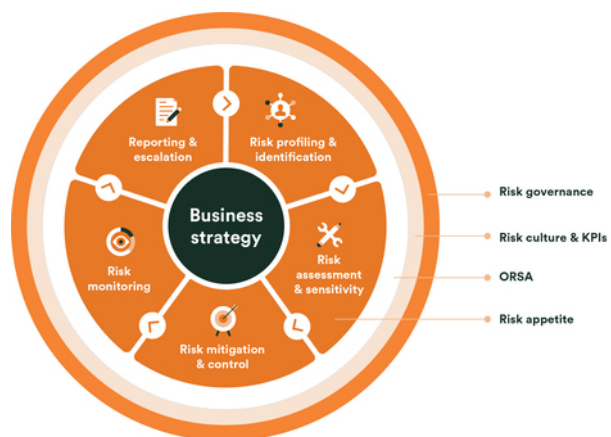 Reporting &
escalation
Risk profiling &
identification
Business
strategy
Risk
monitoring
Risk
assessment
& sensitivity
Risk mitigation
& control
Risk governance
Risk culture & KPIs
ORSA
Risk appetite